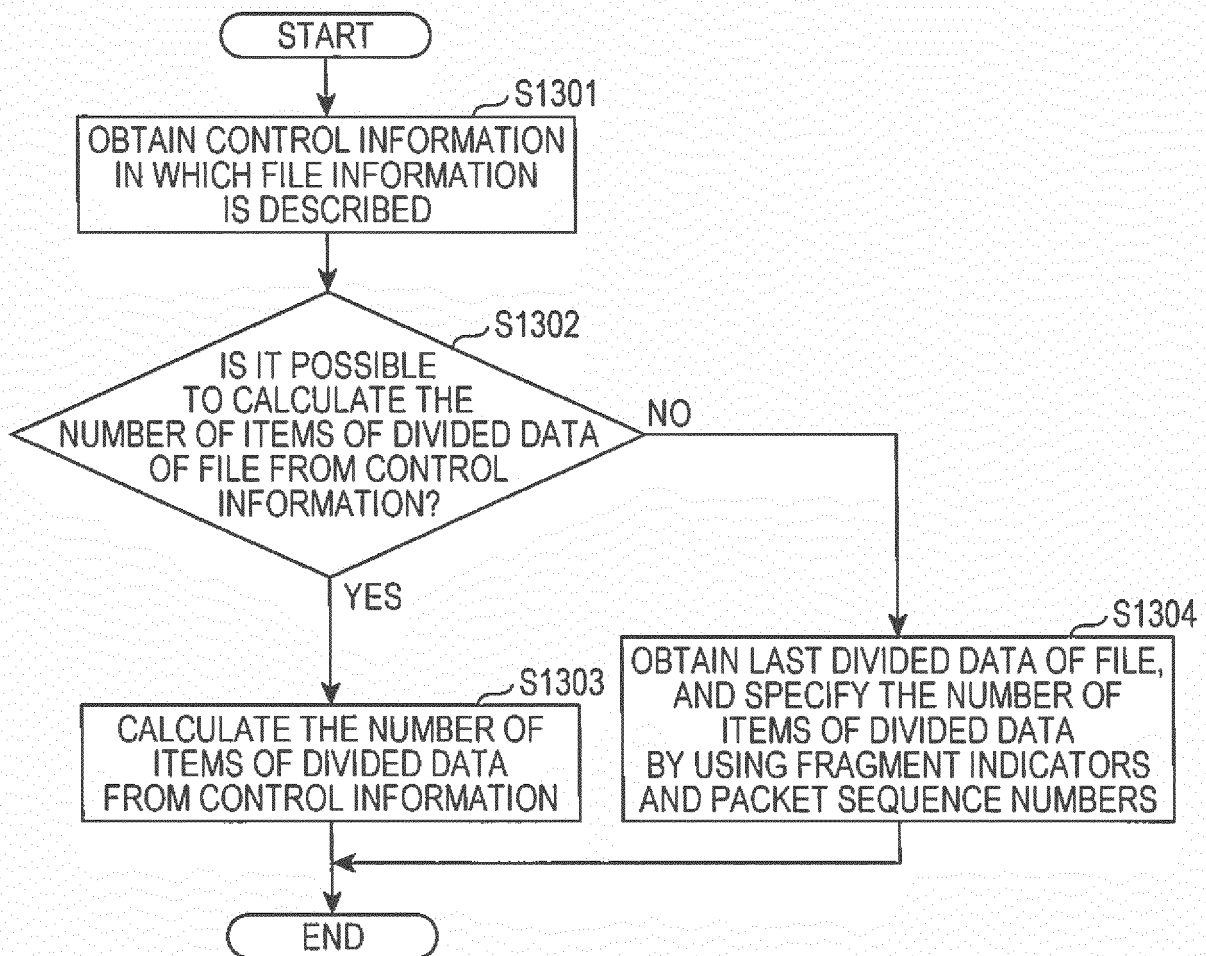 START
S1301
OBTAIN CONTROL INFORMATION
IN WHICH FILE INFORMATION
IS DESCRIBED
S1302
IS IT POSSIBLE
TO CALCULATE THE
NUMBER OF ITEMS OF DIVIDED DATA
OF FILE FROM CONTROL
INFORMATION?
NO
YES
S1303
CALCULATE THE NUMBER OF
ITEMS OF DIVIDED DATA
FROM CONTROL INFORMATION
S1304
OBTAIN LAST DIVIDED DATA OF FILE,
AND SPECIFY THE NUMBER OF
ITEMS OF DIVIDED DATA
BY USING FRAGMENT INDICATORS
AND PACKET SEQUENCE NUMBERS
END